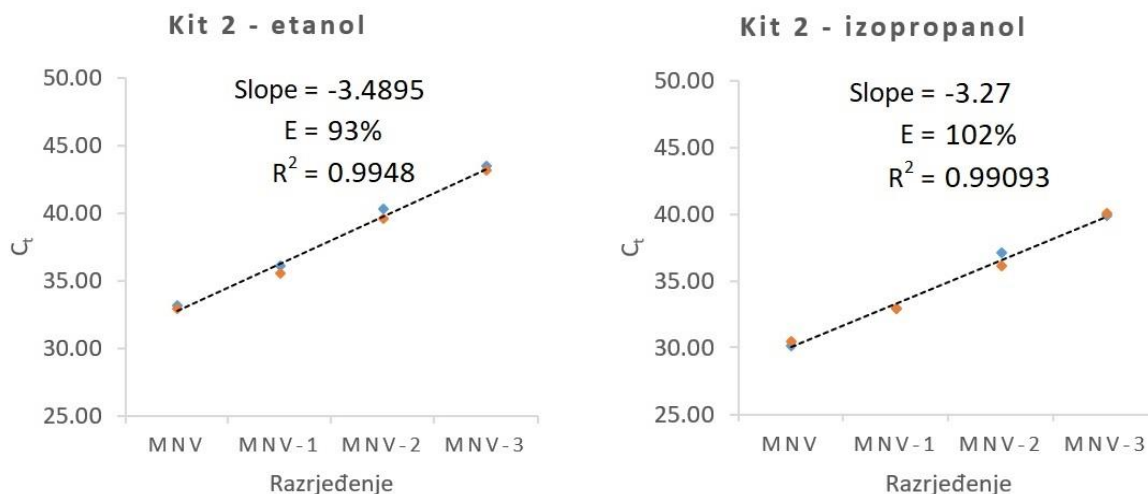 Kit 2 - etanol
Slope = -3.4895
E = 93%
R² = 0.9948
50.00
45.00
40.00
35.00
30.00
25.00
Ct
MNV MNV-1 MNV-2 MNV-3
Razrjeđenje
Kit 2 - izopropanol
Slope = -3.27
E = 102%
R² = 0.99093
50.00
45.00
40.00
35.00
30.00
25.00
Ct
MNV MNV-1 MNV-2 MNV-3
Razrjeđenje